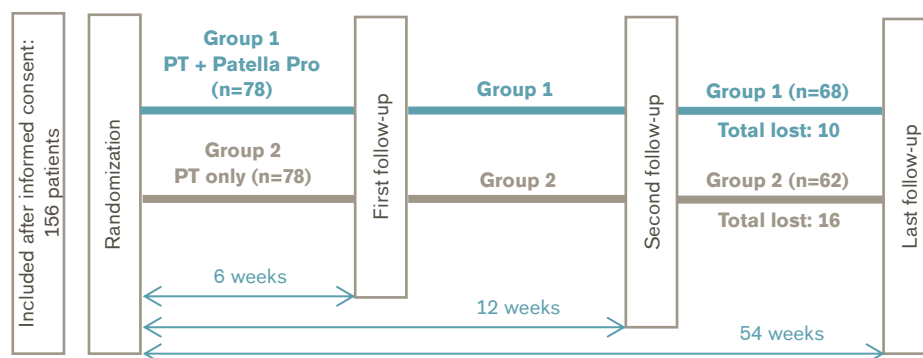 Included after informed consent:
156 patients
Randomization
Group 1
PT + Patella Pro
(n=78)
Group 2
PT only (n=78)
First follow-up
Group 1
Group 2
Second follow-up
Group 1 (n=68)
Total lost: 10
Group 2 (n=62)
Total lost: 16
Last follow-up
6 weeks
12 weeks
54 weeks